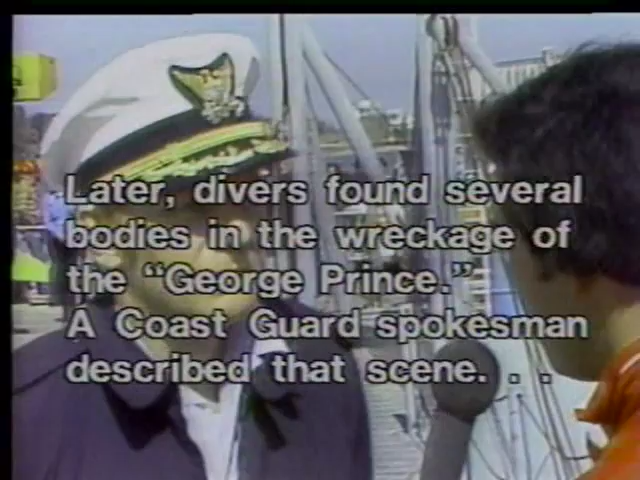 Later, divers found several
bodies in the wreckage of
the “George Prince.”
A Coast Guard spokesman
described that scene. . .